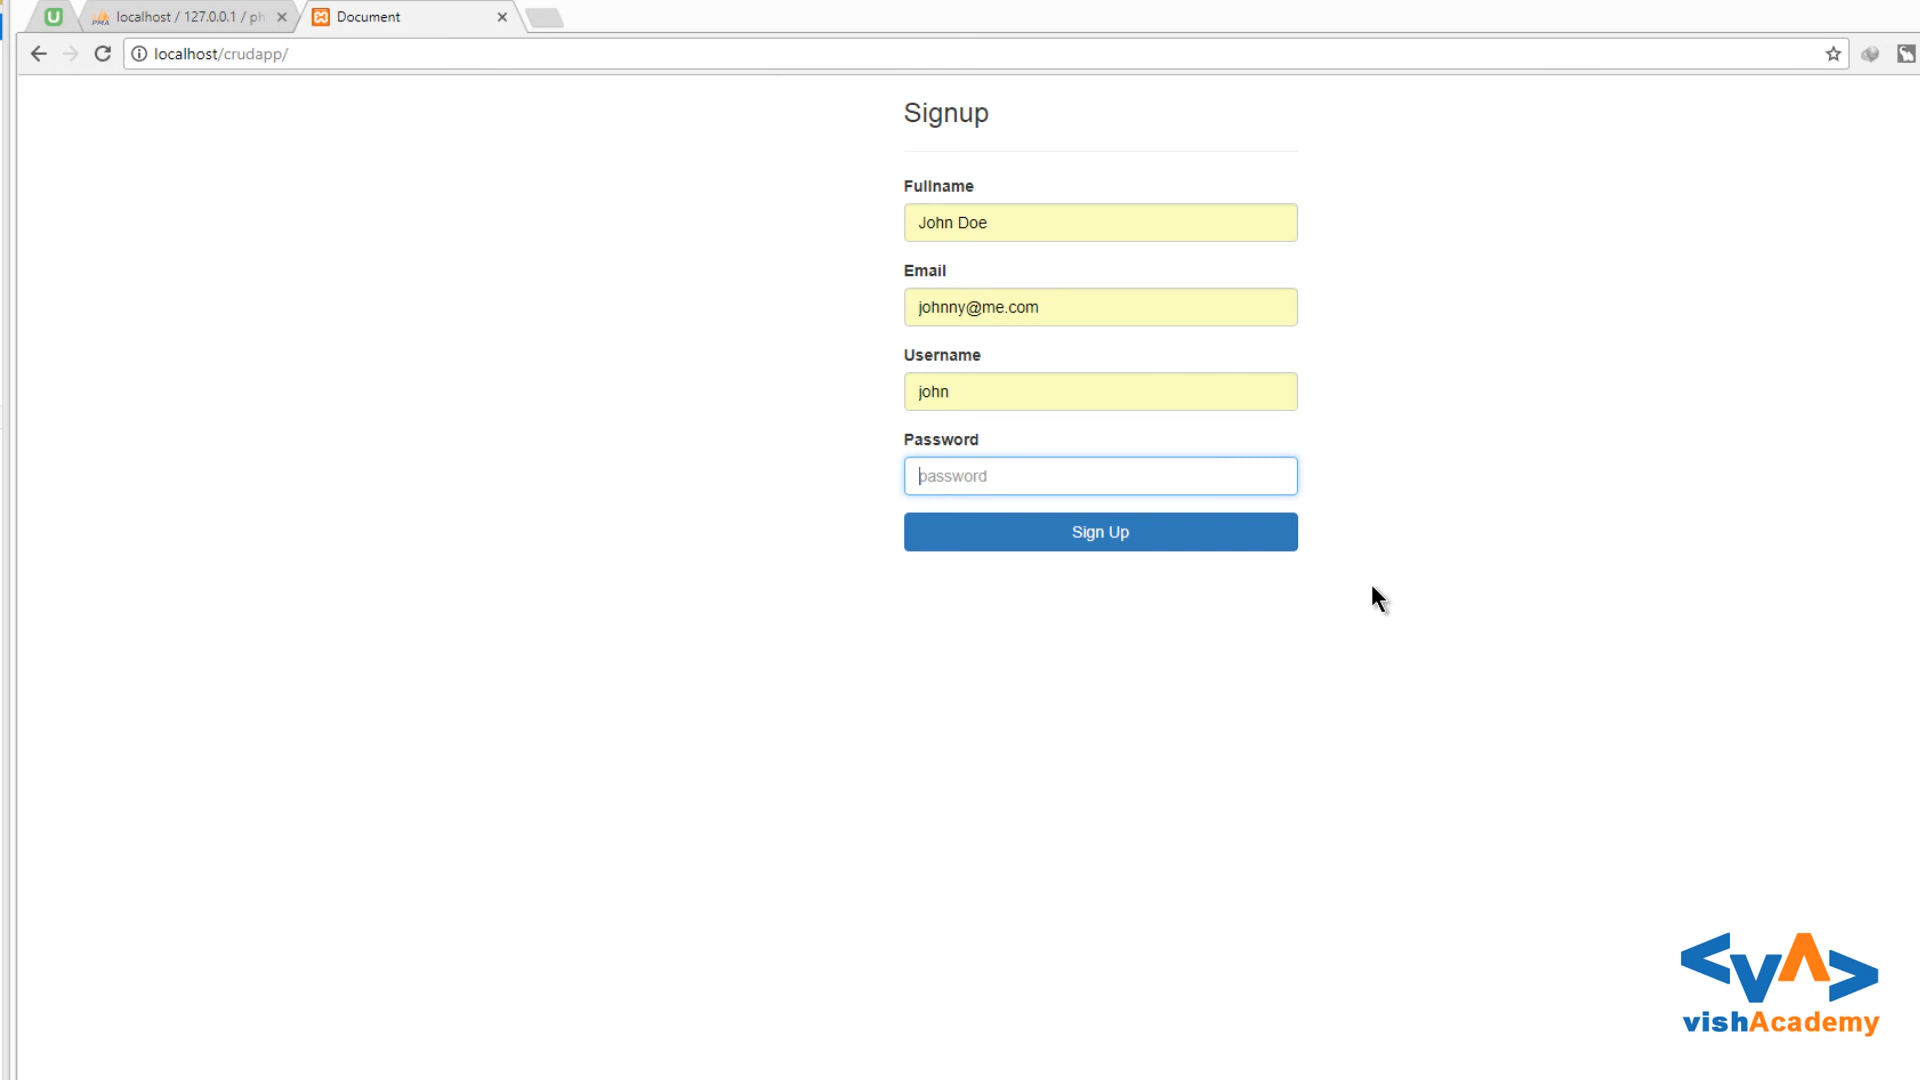 localhost / 127.0.0.1 / ph
Document
localhost/crudapp/
Signup
Fullname
John Doe
Email
johnny@me.com
Username
john
Password
password
Sign Up
<VA>
vishAcademy